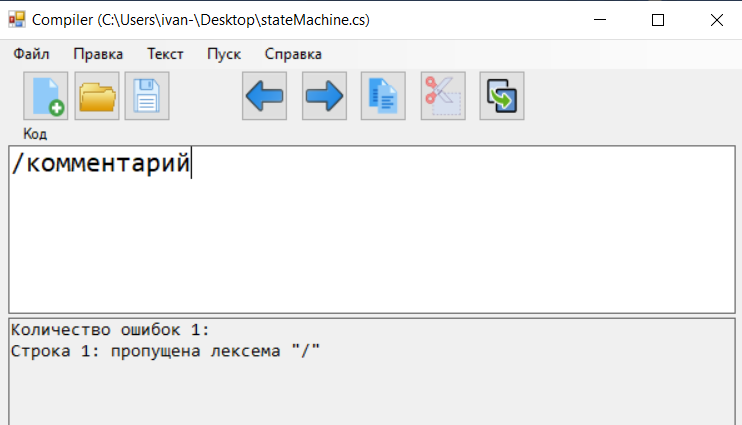 Compiler (C:\Users\ivan-\Desktop\stateMachine.cs)
Файл Правка Текст Пуск Справка
Код
/комментарий
Количество ошибок 1:
Строка 1: пропущена лексема "/"